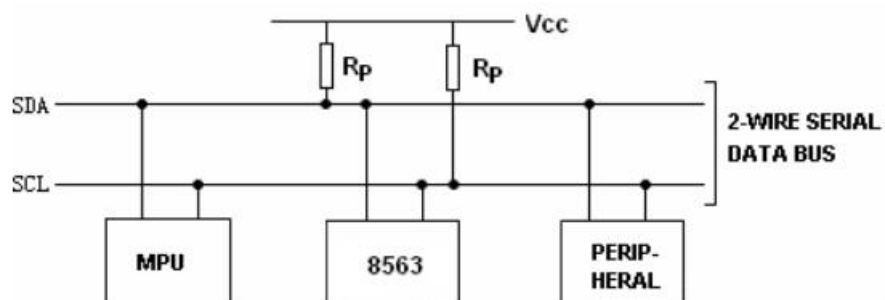 Vcc
RP RP
SDA
2-WIRE SERIAL
DATA BUS
SCL
MPU
8563
PERIP-
HERAL